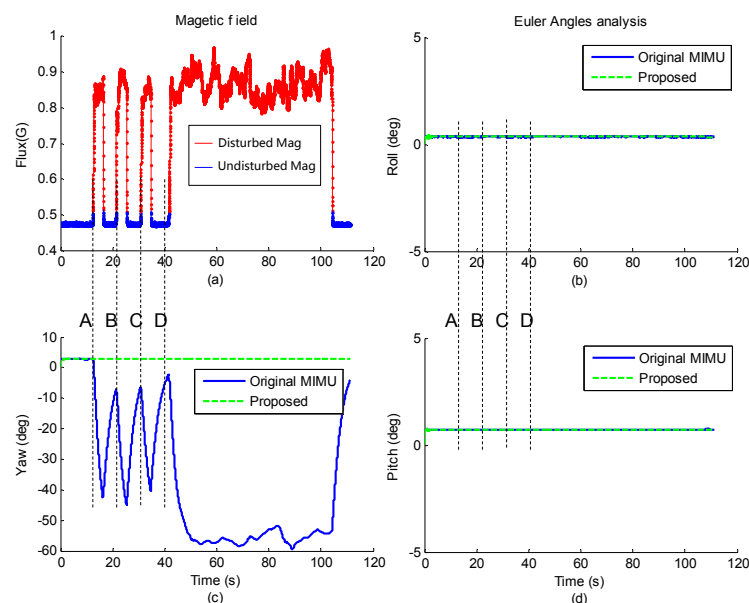 Magetic f ield
Flux(G)
1
0.9
0.8
0.7
0.6
0.5
0.4
Disturbed Mag
Undisturbed Mag
0 20 40 60 80 100 120
(a)
Euler Angles analysis
Roll (deg)
5
0
-5
Original MIMU
Proposed
0 20 40 60 80 100 120
(b)
A B C D
Yaw (deg)
10
0
-10
-20
-30
-40
-50
-60
Original MIMU
Proposed
0 20 40 60 80 100 120
Time (s)
(c)
A B C D
Pitch (deg)
5
0
-5
Original MIMU
Proposed
0 20 40 60 80 100 120
Time (s)
(d)